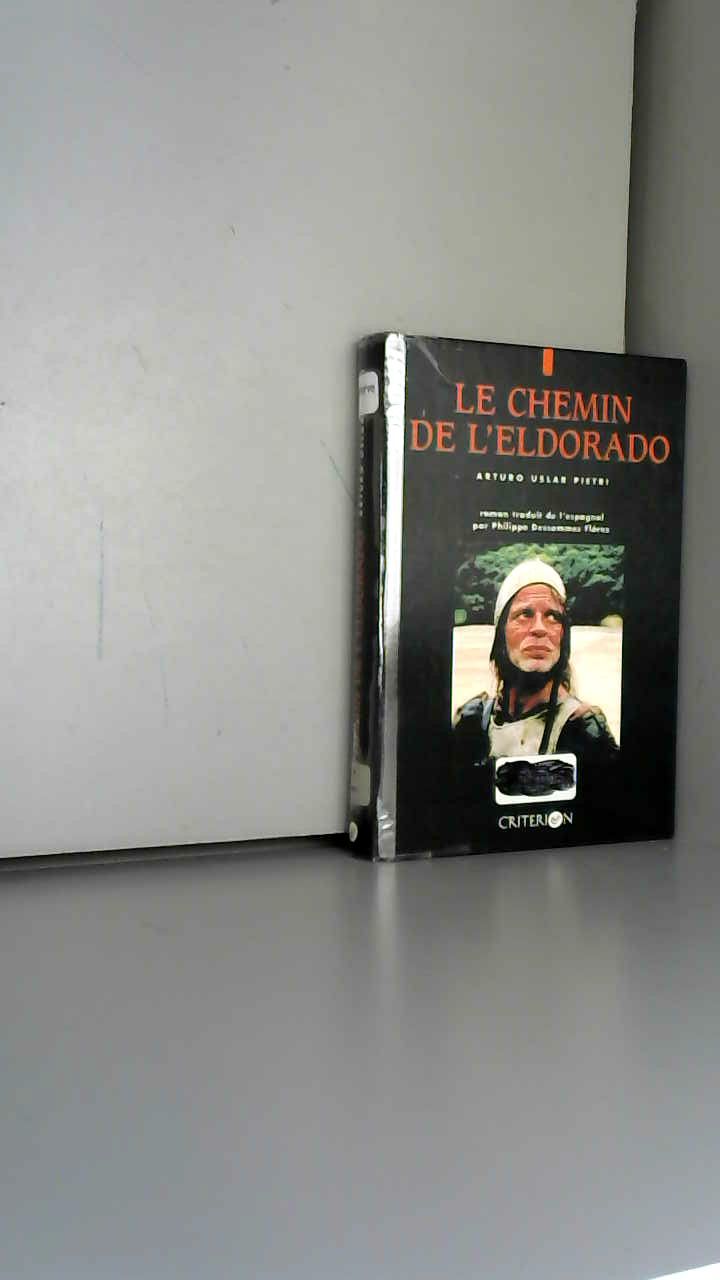 LE CHEMIN
DE L'ELDORADO
ARTURO USLAR PIETRI
roman traduit de l'espagnol
par Philippe Dessommes Flórez
CRITERION